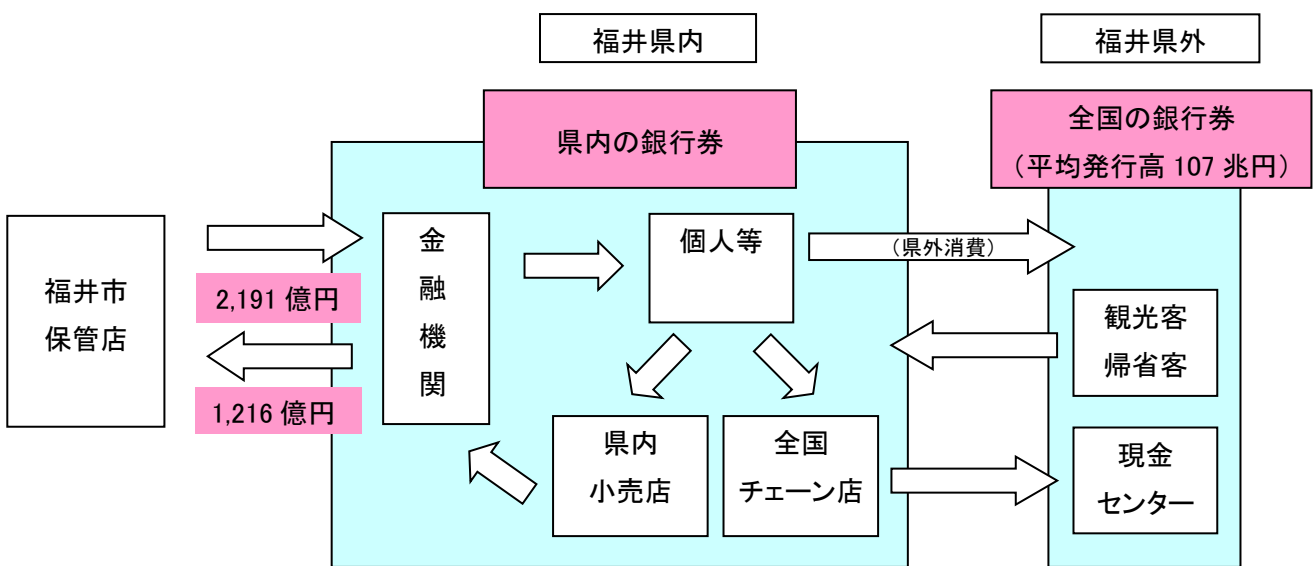 福井県内
福井県外
県内の銀行券
全国の銀行券
（平均発行高 107 兆円）
福井市
保管店
2,191 億円
1,216 億円
金
融
機
関
個人等
（県外消費）
観光客
帰省客
県内
小売店
全国
チェーン店
現金
センター